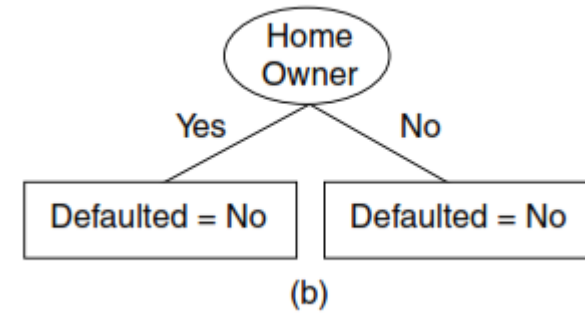 Home
Owner
Yes
No
Defaulted = No
Defaulted = No
(b)